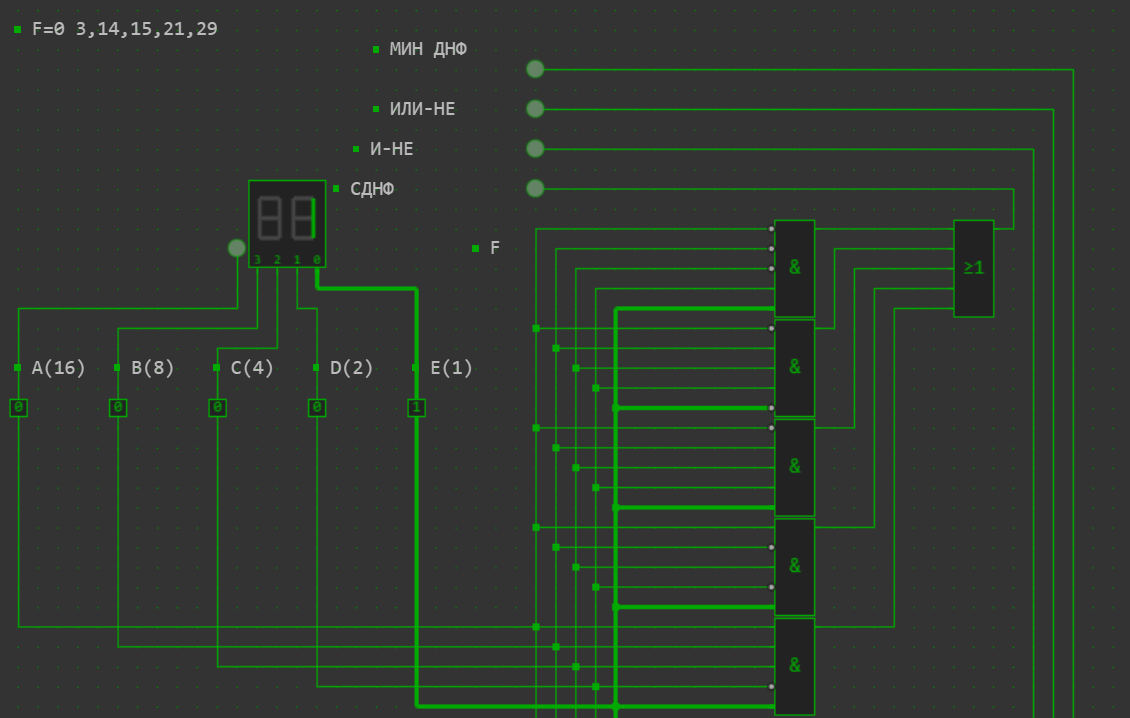 F=0 3,14,15,21,29
МИН ДНФ
ИЛИ-НЕ
И-НЕ
СДНФ
F
3 2 1 0
A(16) B(8) C(4) D(2) E(1)
0 0 0 0 1
&
≥1
&
&
&
&